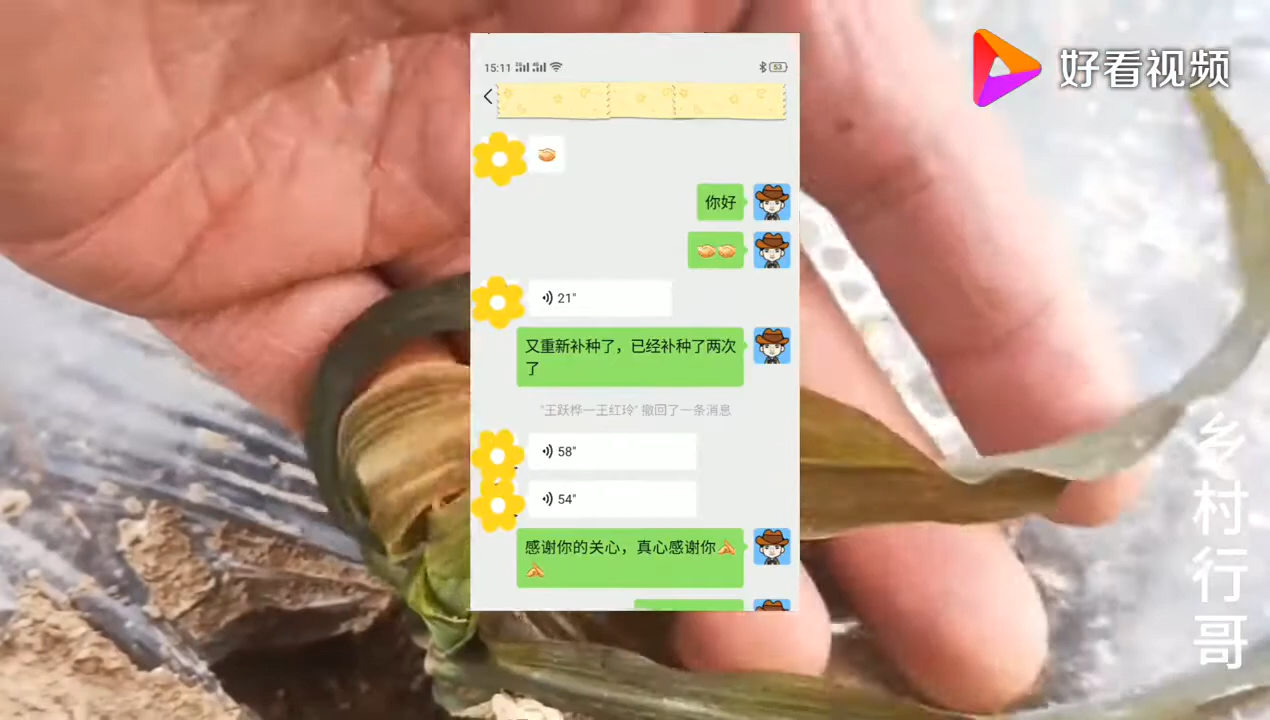 好看视频
15:11
53
你好
21"
又重新补种了，已经补种了两次
了
"王跃桦一王红玲" 撤回了一条消息
58"
54"
感谢你的关心，真心感谢你
乡村行哥